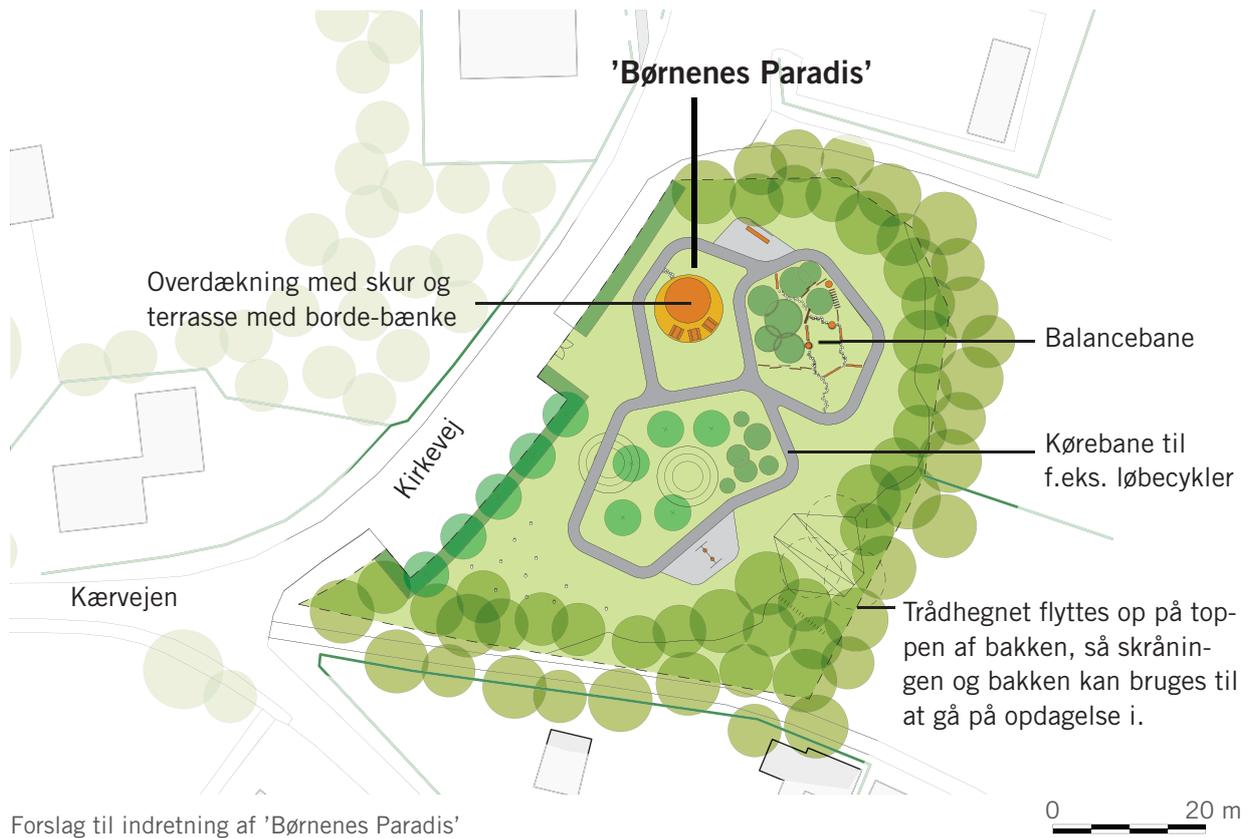 ’Børnenes Paradis’
Overdækning med skur og
terrasse med borde-bænke
Balancebane
Kørebane til
f.eks. løbecykler
Kirkevej
Kærvejen
Trådhegnet flyttes op på top-
pen af bakken, så skrånin-
gen og bakken kan bruges til
at gå på opdagelse i.
0 20 m
Forslag til indretning af ’Børnenes Paradis’